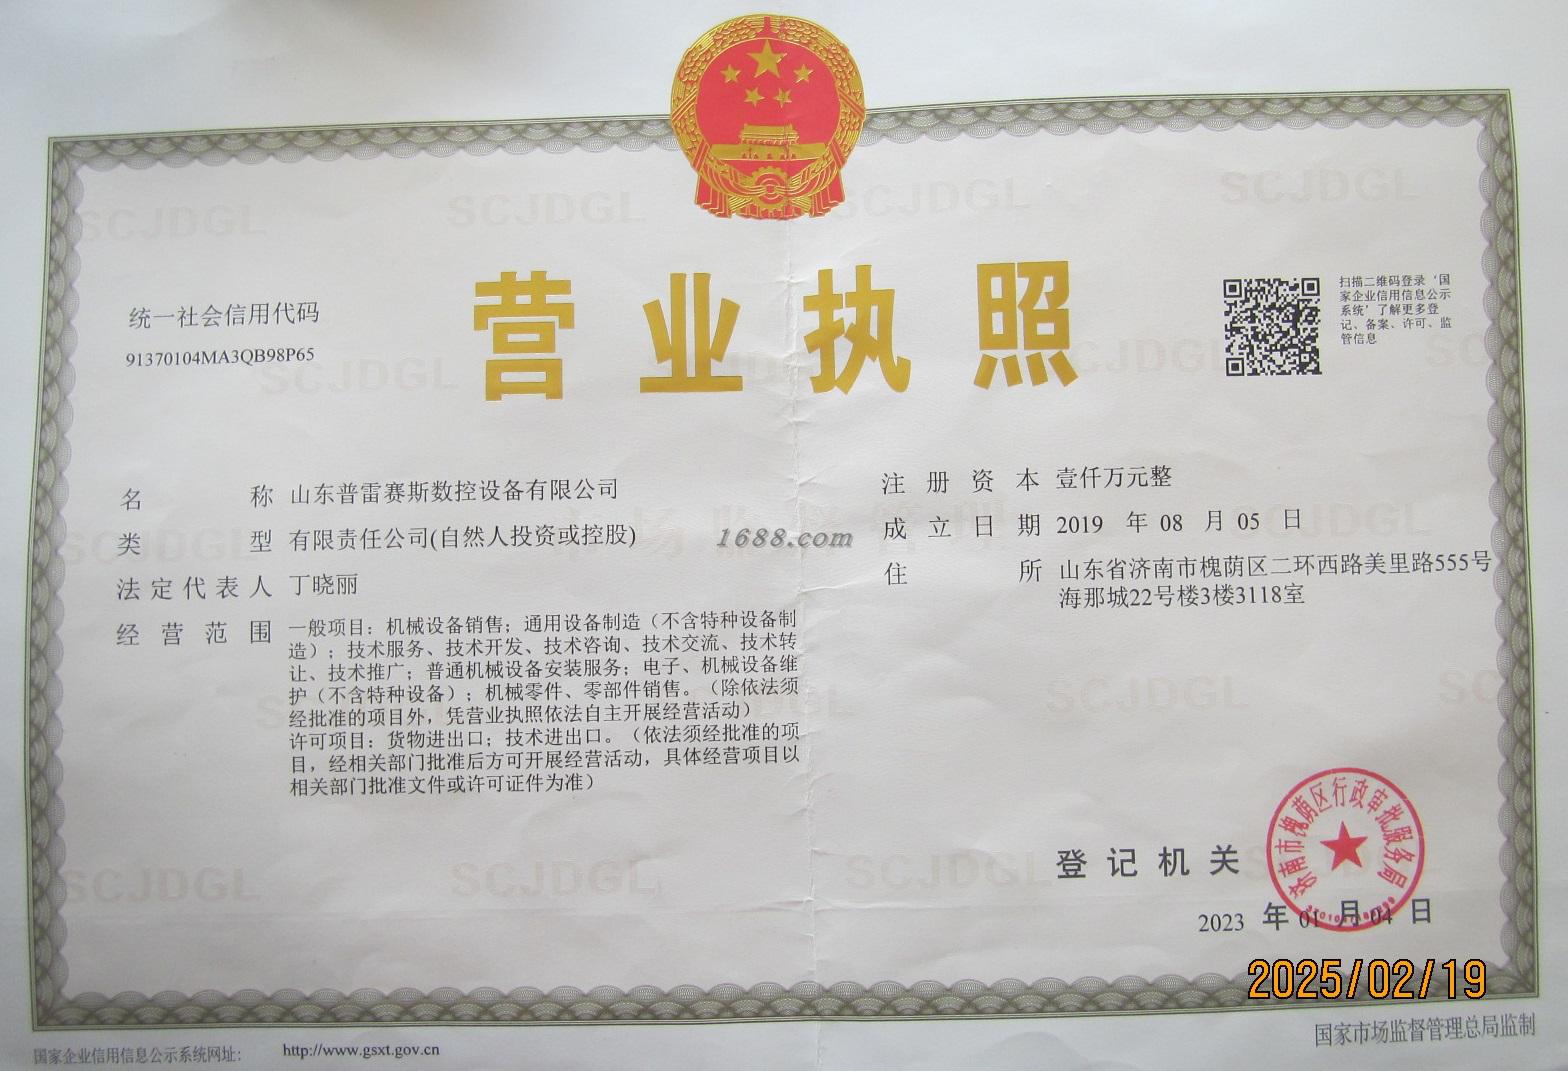 营业执照
统一社会信用代码
91370104MA3QB98P65
扫描二维码登录‘国
家企业信用信息公示
系统’了解更多登
记、备案、许可、监
管信息
名称 山东普雷赛斯数控设备有限公司
类型 有限责任公司(自然人投资或控股)
法定代表人 丁晓丽
经营范围 一般项目：机械设备销售；通用设备制造（不含特种设备制
造）；技术服务、技术开发、技术咨询、技术交流、技术转
让、技术推广；普通机械设备安装服务；电子、机械设备维
护（不含特种设备）；机械零件、零部件销售。（除依法须
经批准的项目外，凭营业执照依法自主开展经营活动）
许可项目：货物进出口；技术进出口。（依法须经批准的项
目，经相关部门批准后方可开展经营活动，具体经营项目以
相关部门批准文件或许可证件为准）
注册资本 壹仟万元整
成立日期 2019 年 08 月 05 日
住所 山东省济南市槐荫区二环西路美里路555号
海那城22号楼3楼3118室
1688.com
登记机关
济南市槐荫区行政审批服务局
2023 年 01 月 04 日
2025/02/19
国家企业信用信息公示系统网址：
http://www.gsxt.gov.cn
国家市场监督管理总局监制
SCJDGL